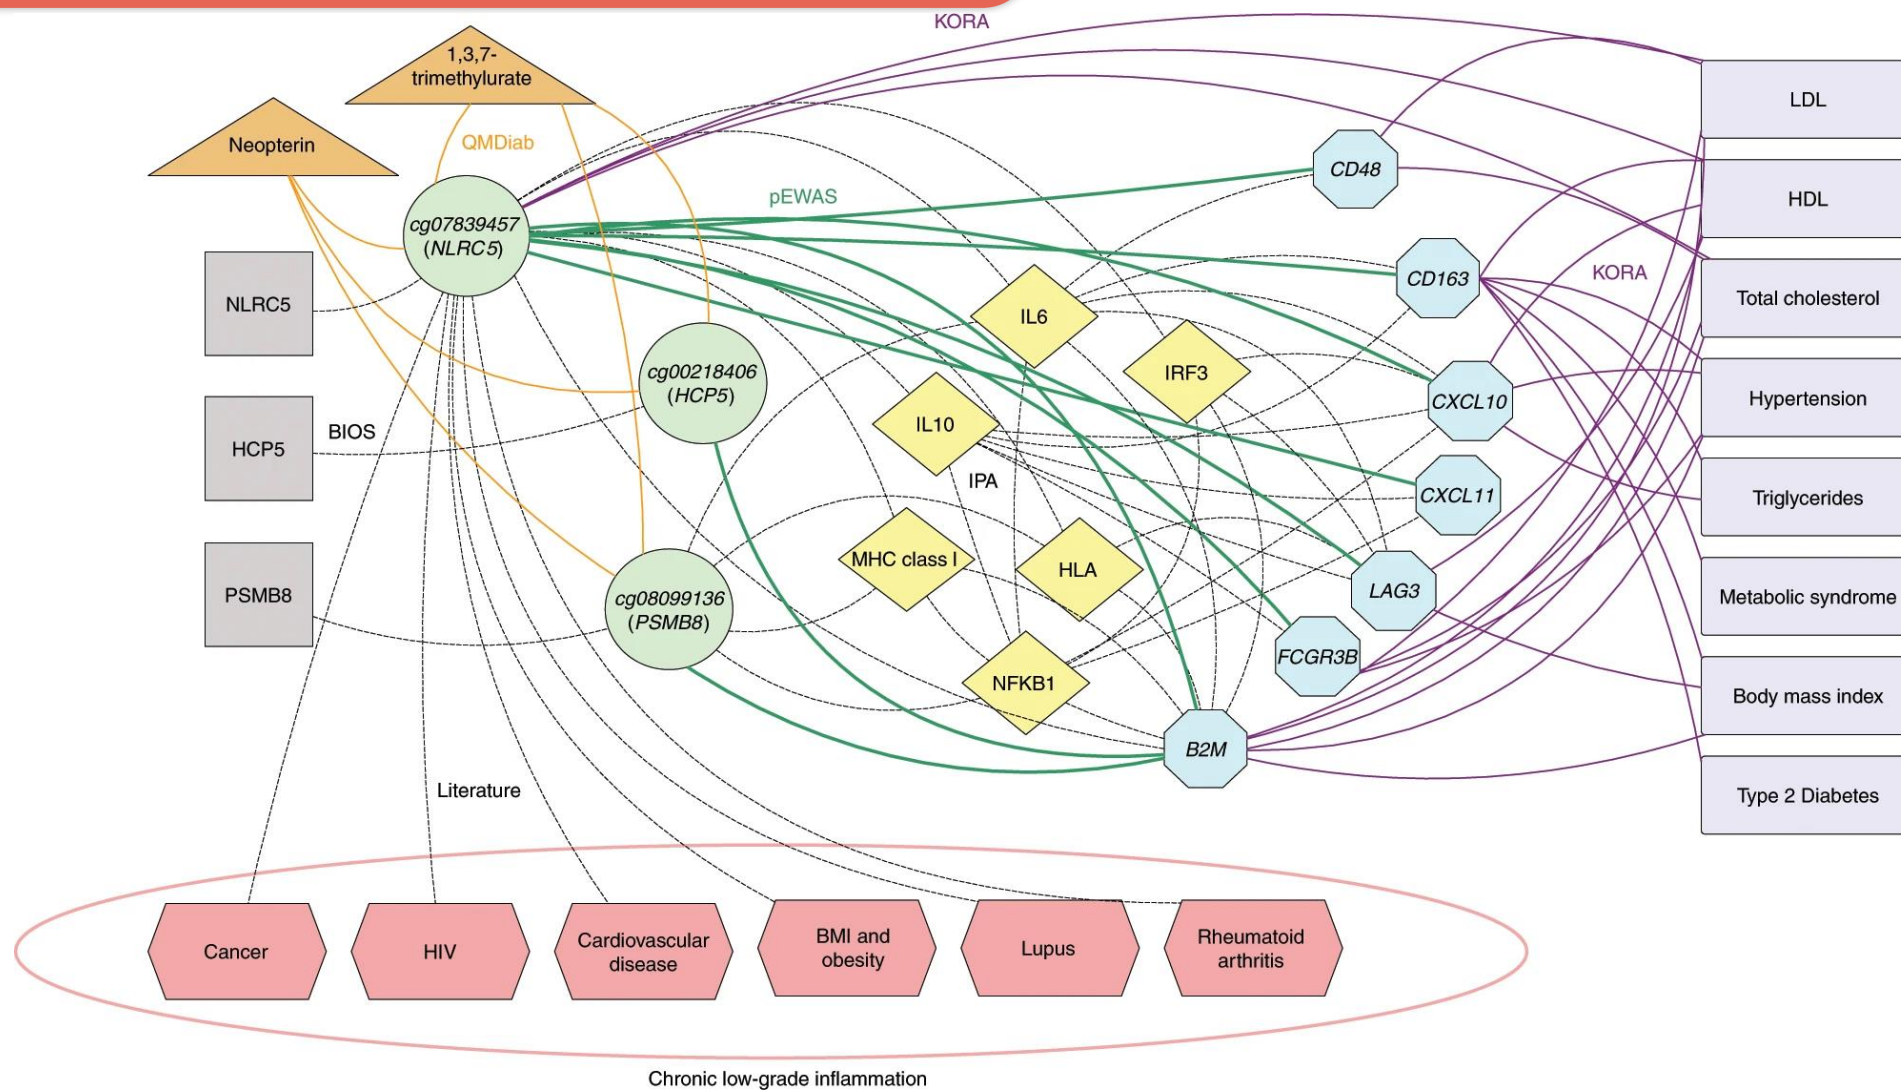 KORA
1,3,7-
trimethylurate
Neopterin
QMDiab
LDL
CD48
pEWAS
HDL
cg07839457
(NLRC5)
CD163
KORA
NLRC5
Total cholesterol
IL6
cg00218406
(HCP5)
IRF3
CXCL10
Hypertension
BIOS
HCP5
IL10
IPA
CXCL11
Triglycerides
MHC class I
HLA
PSMB8
cg08099136
(PSMB8)
LAG3
Metabolic syndrome
FCGR3B
NFKB1
Body mass index
B2M
Literature
Type 2 Diabetes
Cancer
HIV
Cardiovascular
disease
BMI and
obesity
Lupus
Rheumatoid
arthritis
Chronic low-grade inflammation